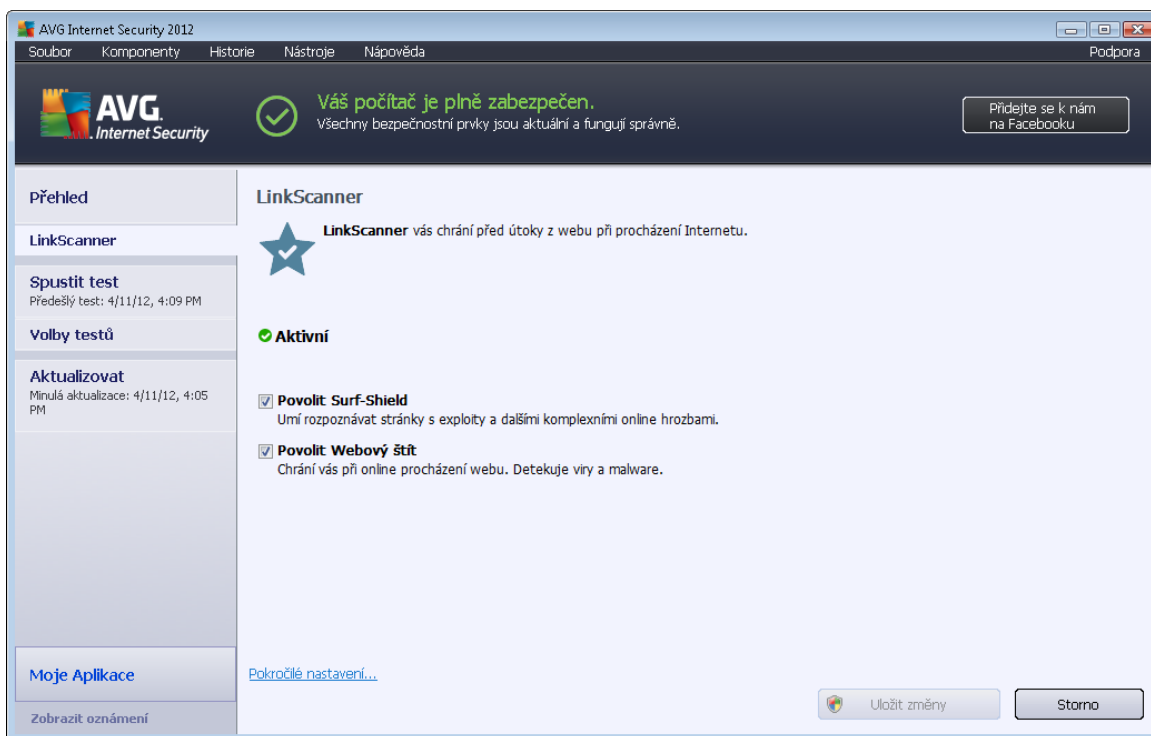 AVG Internet Security 2012
Soubor Komponenty Historie Nástroje Nápověda Podpora
AVG.
Internet Security
Váš počítač je plně zabezpečen.
Všechny bezpečnostní prvky jsou aktuální a fungují správně.
Přidejte se k nám
na Facebooku
Přehled
LinkScanner
Spustit test
Předešlý test: 4/11/12, 4:09 PM
Volby testů
Aktualizovat
Minulá aktualizace: 4/11/12, 4:05
PM
Moje Aplikace
Zobrazit oznámení
LinkScanner
LinkScanner vás chrání před útoky z webu při procházení Internetu.
Aktivní
Povolit Surf-Shield
Umí rozpoznávat stránky s exploity a dalšími komplexními online hrozbami.
Povolit Webový štít
Chrání vás při online procházení webu. Detekuje viry a malware.
Pokročilé nastavení...
Uložit změny
Storno